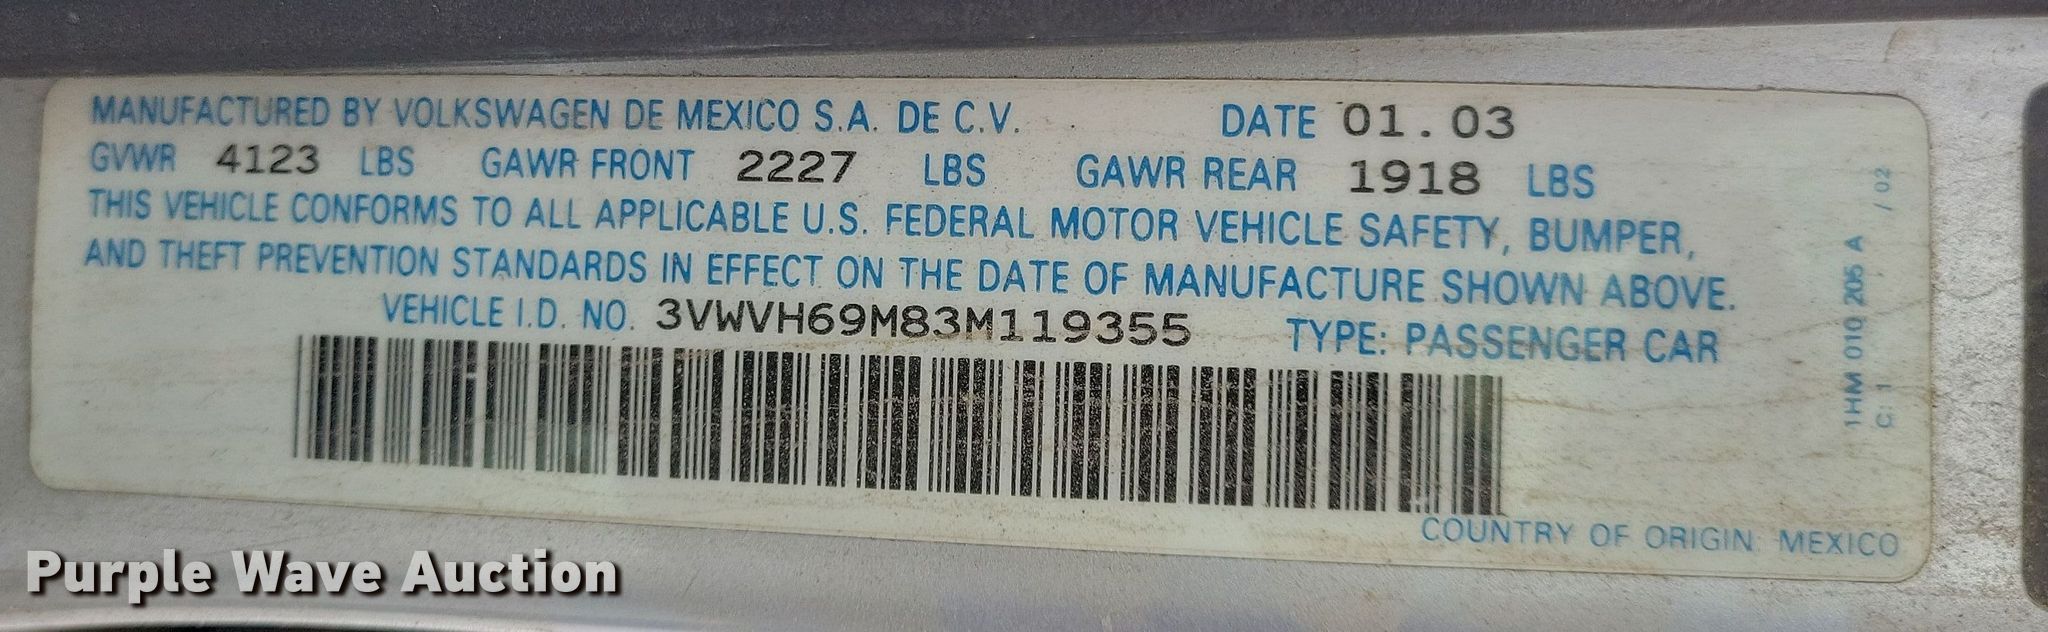 MANUFACTURED BY VOLKSWAGEN DE MEXICO S.A. DE C.V. DATE 01.03
GVWR 4123 LBS GAWR FRONT 2227 LBS GAWR REAR 1918 LBS
THIS VEHICLE CONFORMS TO ALL APPLICABLE U.S. FEDERAL MOTOR VEHICLE SAFETY, BUMPER,
AND THEFT PREVENTION STANDARDS IN EFFECT ON THE DATE OF MANUFACTURE SHOWN ABOVE.
VEHICLE I.D. NO. 3VWVH69M83M119355 TYPE: PASSENGER CAR
COUNTRY OF ORIGIN MEXICO
1HM 010 205 A
C: 1 / 02
Purple Wave Auction